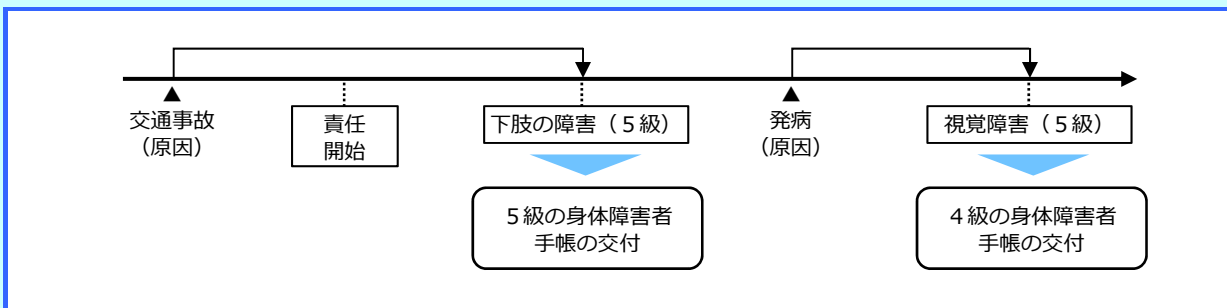 交通事故
（原因）
責任
開始
下肢の障害（５級）
発病
（原因）
視覚障害（５級）
５級の身体障害者
手帳の交付
４級の身体障害者
手帳の交付